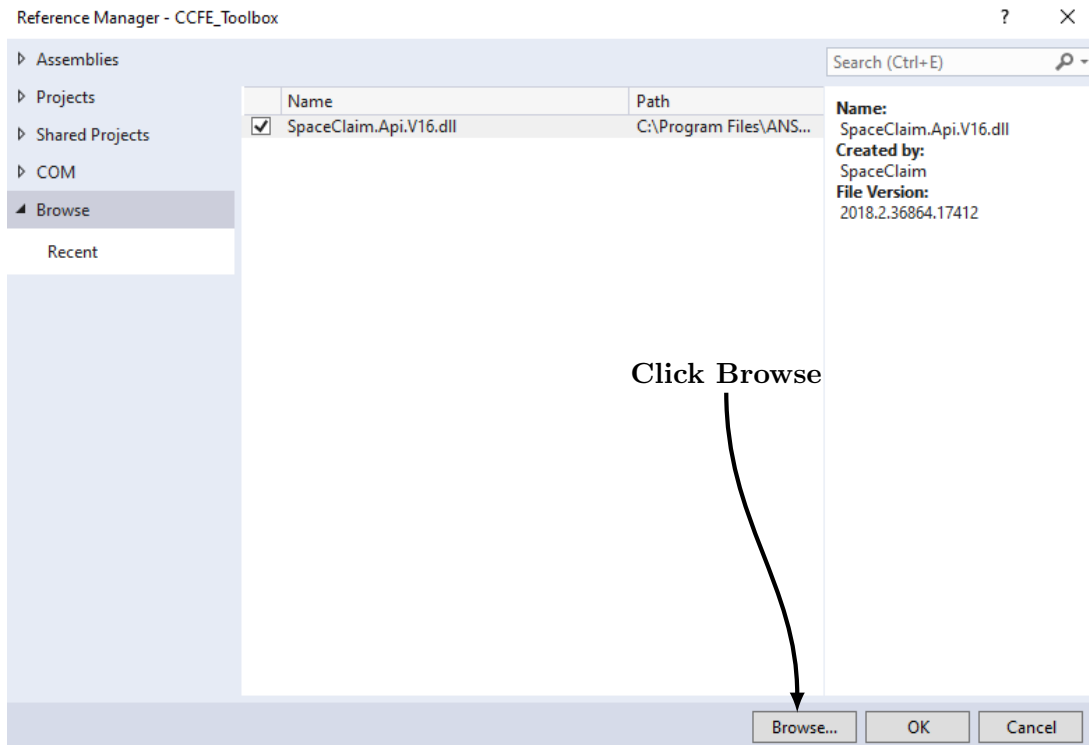 Reference Manager - CCFE_Toolbox ? ×
Assemblies
Projects
Shared Projects
COM
Browse
Recent
Name Path
SpaceClaim.Api.V16.dll C:\Program Files\ANS...
Search (Ctrl+E)
Name:
SpaceClaim.Api.V16.dll
Created by:
SpaceClaim
File Version:
2018.2.36864.17412
Click Browse
Browse... OK Cancel